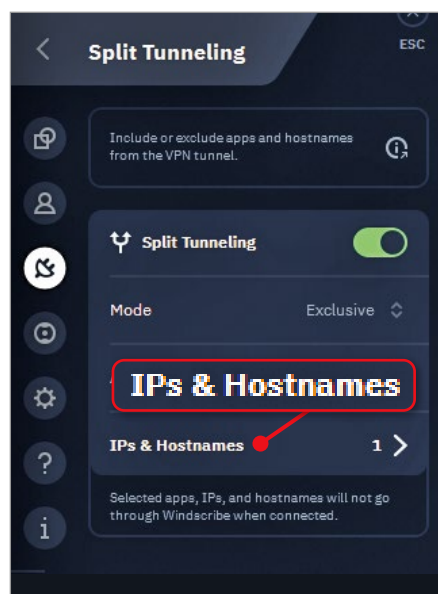 Split Tunneling
ESC
Include or exclude apps and hostnames
from the VPN tunnel.
Split Tunneling
Mode
Exclusive
IPs & Hostnames
IPs & Hostnames
1
Selected apps, IPs, and hostnames will not go
through Windscribe when connected.